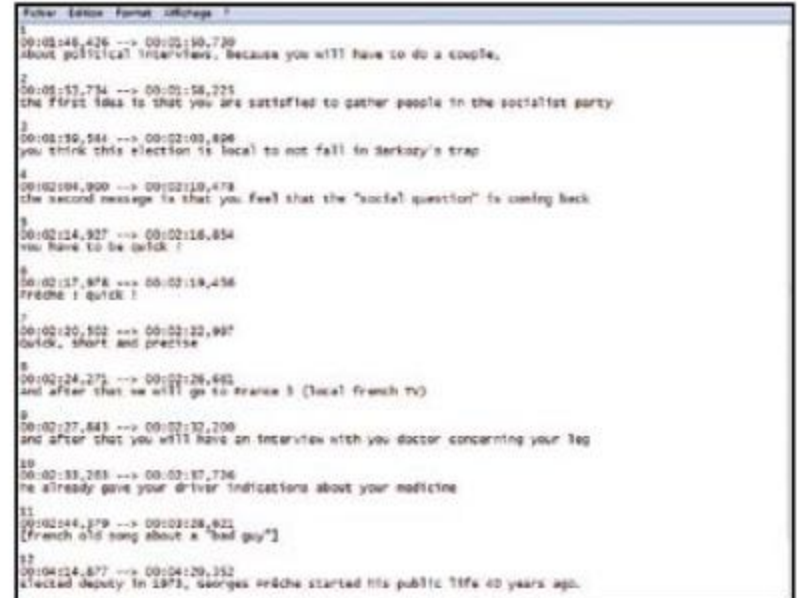 Fichier Edition Format Affichage ?
1
00:01:46,426 --> 00:01:50,730
About political interviews, Because you will have to do a couple,
2
00:01:53,734 --> 00:01:58,225
the first idea is that you are satisfied to gather people in the socialist party
3
00:01:59,544 --> 00:02:03,896
you think this election is local to not fall in Sarkozy's trap
4
00:02:04,900 --> 00:02:10,478
the second message is that you feel that the "social question" is coming back
5
00:02:14,927 --> 00:02:16,854
You have to be quick !
6
00:02:17,978 --> 00:02:19,456
Frêche : quick !
7
00:02:20,502 --> 00:02:22,997
Quick, short and precise
8
00:02:24,271 --> 00:02:26,661
And after that we will go to France 3 (local french TV)
9
00:02:27,843 --> 00:02:32,200
and after that you will have an interview with you doctor concerning your leg
10
00:02:33,203 --> 00:02:37,736
he already gave your driver indications about your medicine
11
00:02:44,379 --> 00:03:28,621
[french old song about a "bad guy"]
12
00:04:14,877 --> 00:04:20,352
elected deputy in 1973, Georges Frêche started his public life 40 years ago.